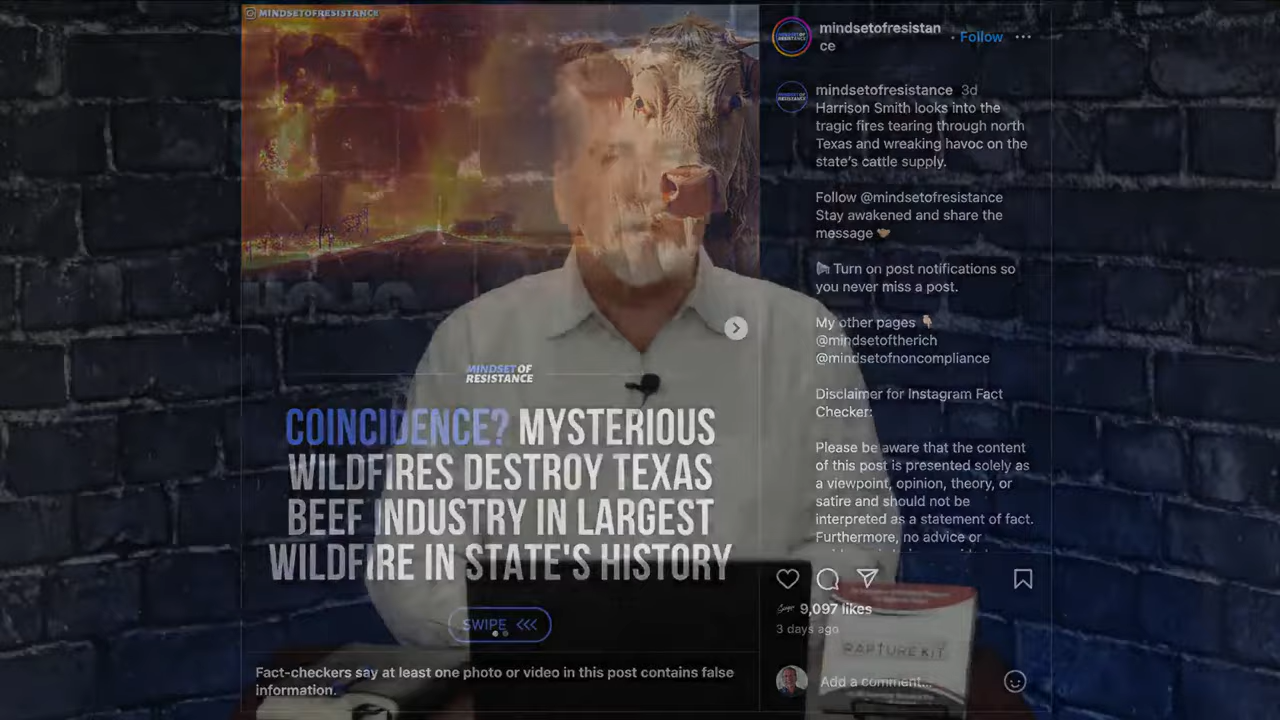 MINDSETOFRESISTANCE
MINDSET OF
RESISTANCE
COINCIDENCE? MYSTERIOUS
WILDFIRES DESTROY TEXAS
BEEF INDUSTRY IN LARGEST
WILDFIRE IN STATE'S HISTORY
SWIPE <<<
Fact-checkers say at least one photo or video in this post contains false
information.
mindsetofresistan
ce
· Follow ...
mindsetofresistance 3d
Harrison Smith looks into the
tragic fires tearing through north
Texas and wreaking havoc on the
state's cattle supply.
Follow @mindsetofresistance
Stay awakened and share the
message
Turn on post notifications so
you never miss a post.
My other pages
@mindsetoftherich
@mindsetofnoncompliance
Disclaimer for Instagram Fact
Checker:
Please be aware that the content
of this post is presented solely as
a viewpoint, opinion, theory, or
satire and should not be
interpreted as a statement of fact.
Furthermore, no advice or
9,097 likes
3 days ago
RAPTURE KIT
Add a comment...